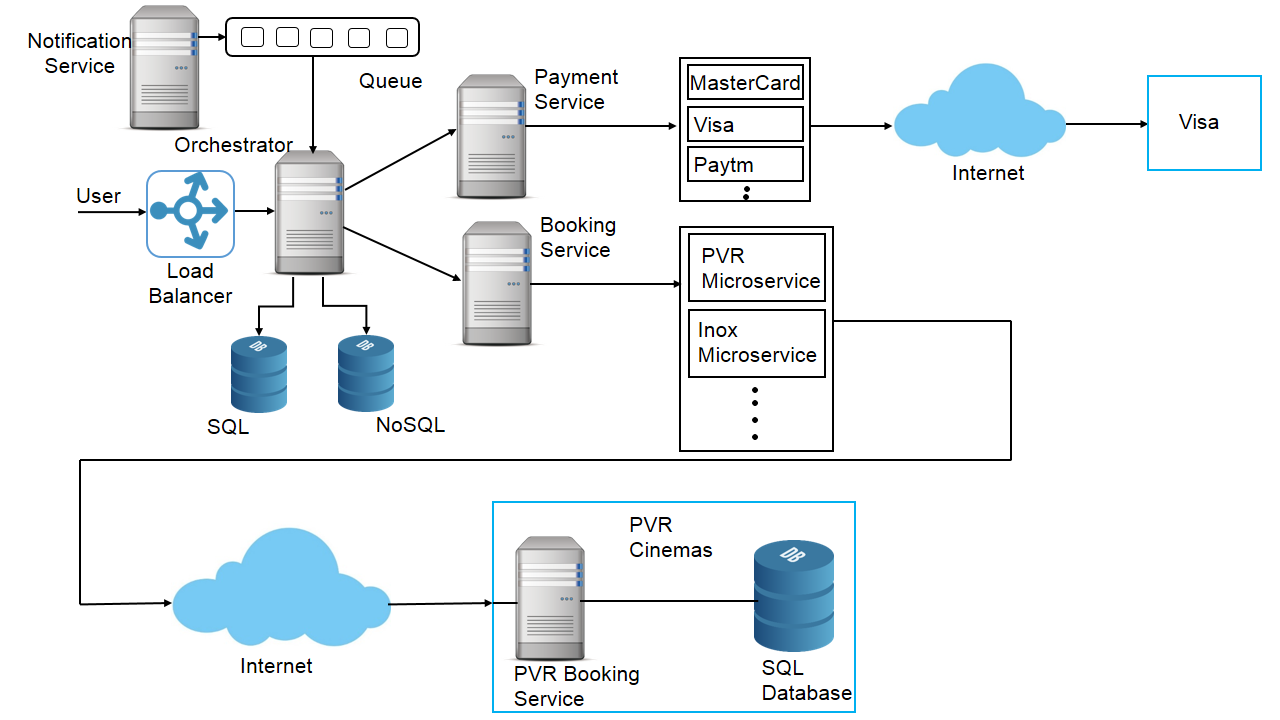 Notification
Service
Queue
Payment
Service
MasterCard
Visa
Paytm
Internet
Visa
Orchestrator
User
Load
Balancer
Booking
Service
PVR
Microservice
Inox
Microservice
DB
DB
SQL
NoSQL
Internet
PVR
Cinemas
DB
PVR Booking
Service
SQL
Database